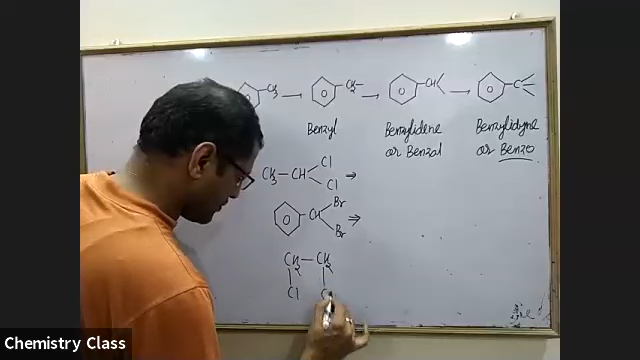 CH3 → CH2– → CH → C
Benzyl Benzylidene Benzylidyne
or Benzal or Benzo
CH3 – CH Cl Cl →
CH Br Br ⇒
CH2 – CH2
Cl C
Chemistry Class